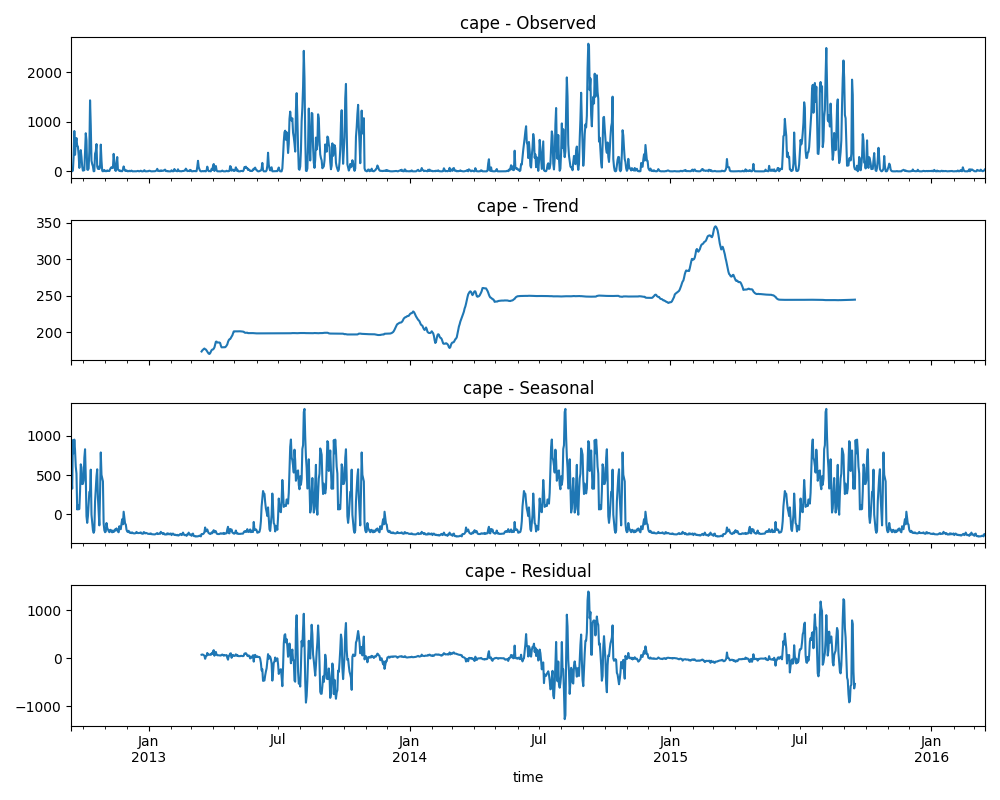 cape - Observed
2000
1000
0
cape - Trend
350
300
250
200
cape - Seasonal
1000
500
0
cape - Residual
1000
0
−1000
Jan Jul Jan Jul Jan Jul Jan
2013 2014 2015 2016
time